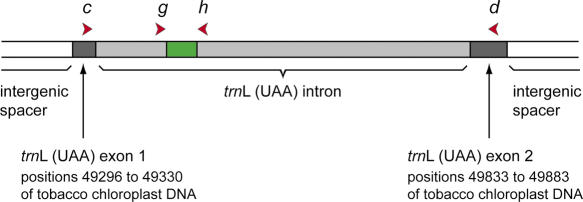 c g h d
intergenic
spacer
trnL (UAA) intron
intergenic
spacer
trnL (UAA) exon 1
positions 49296 to 49330
of tobacco chloroplast DNA
trnL (UAA) exon 2
positions 49833 to 49883
of tobacco chloroplast DNA